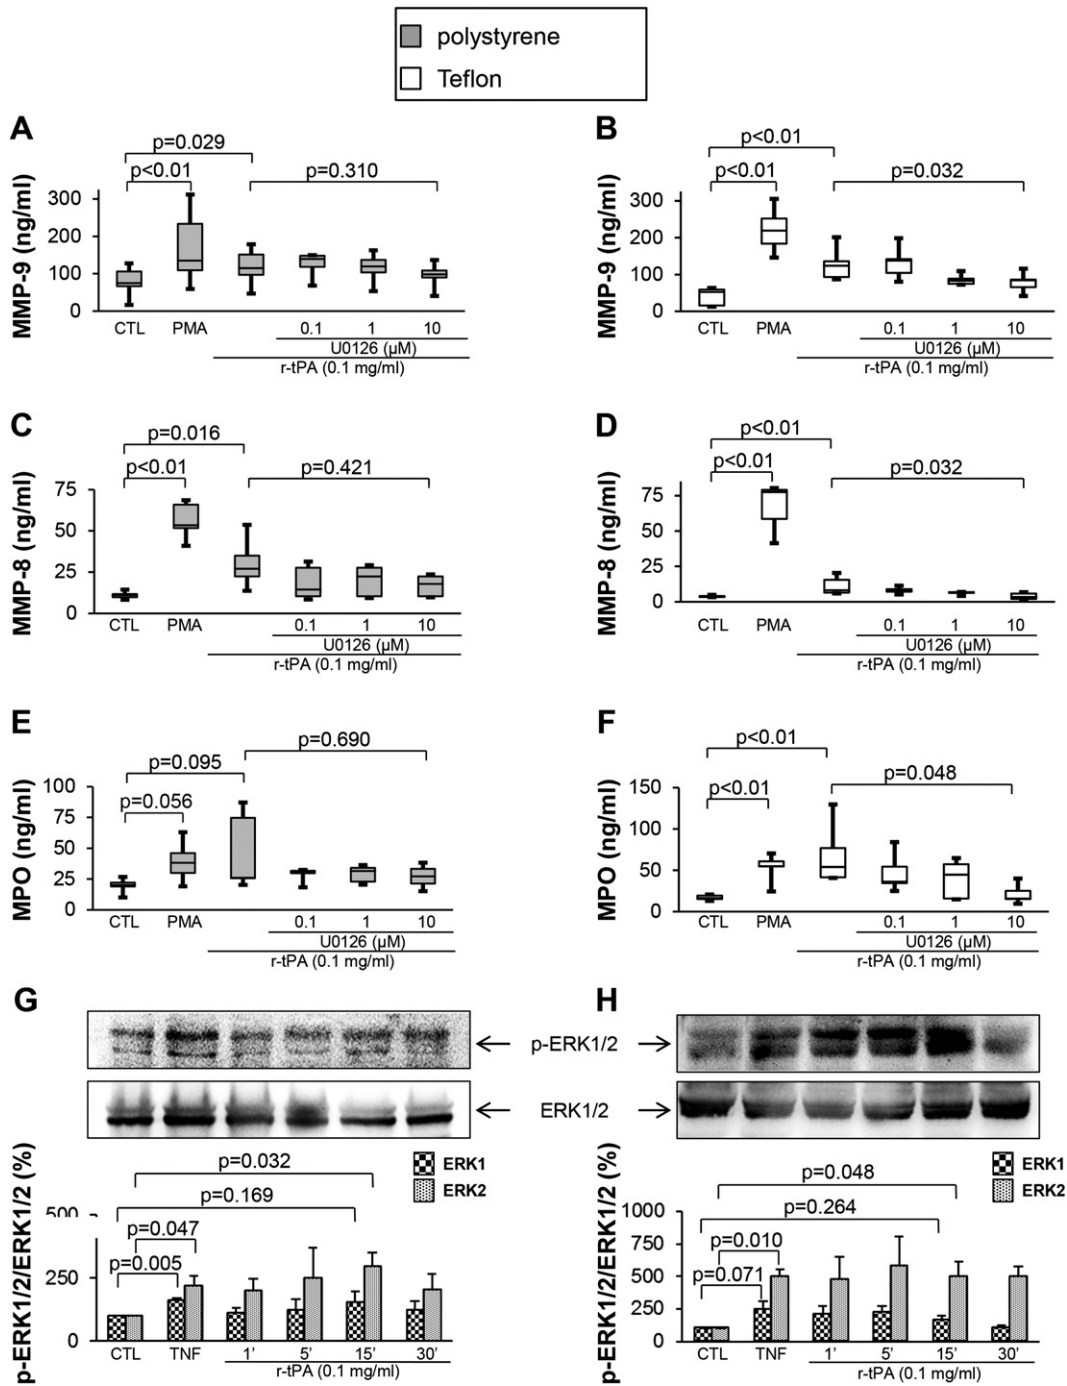 polystyrene
Teflon
A
p=0.029
p<0.01
p=0.310
MMP-9 (ng/ml)
300
200
100
0
CTL PMA 0.1 1 10
U0126 (µM)
r-tPA (0.1 mg/ml)
B
p<0.01
p<0.01
p=0.032
MMP-9 (ng/ml)
300
200
100
0
CTL PMA 0.1 1 10
U0126 (µM)
r-tPA (0.1 mg/ml)
C
p=0.016
p<0.01
p=0.421
MMP-8 (ng/ml)
75
50
25
0
CTL PMA 0.1 1 10
U0126 (µM)
r-tPA (0.1 mg/ml)
D
p<0.01
p<0.01
p=0.032
MMP-8 (ng/ml)
75
50
25
0
CTL PMA 0.1 1 10
U0126 (µM)
r-tPA (0.1 mg/ml)
E
p=0.690
p=0.095
p=0.056
MPO (ng/ml)
100
75
50
25
0
CTL PMA 0.1 1 10
U0126 (µM)
r-tPA (0.1 mg/ml)
F
p<0.01
p=0.048
p<0.01
MPO (ng/ml)
150
100
50
0
CTL PMA 0.1 1 10
U0126 (µM)
r-tPA (0.1 mg/ml)
G
p-ERK1/2
ERK1/2
p-ERK1/2/ERK1/2 (%)
ERK1
ERK2
p=0.032
p=0.169
p=0.047
p=0.005
500
250
0
CTL TNF 1' 5' 15' 30'
r-tPA (0.1 mg/ml)
H
p-ERK1/2/ERK1/2 (%)
ERK1
ERK2
p=0.048
p=0.264
p=0.010
p=0.071
1000
750
500
250
0
CTL TNF 1' 5' 15' 30'
r-tPA (0.1 mg/ml)